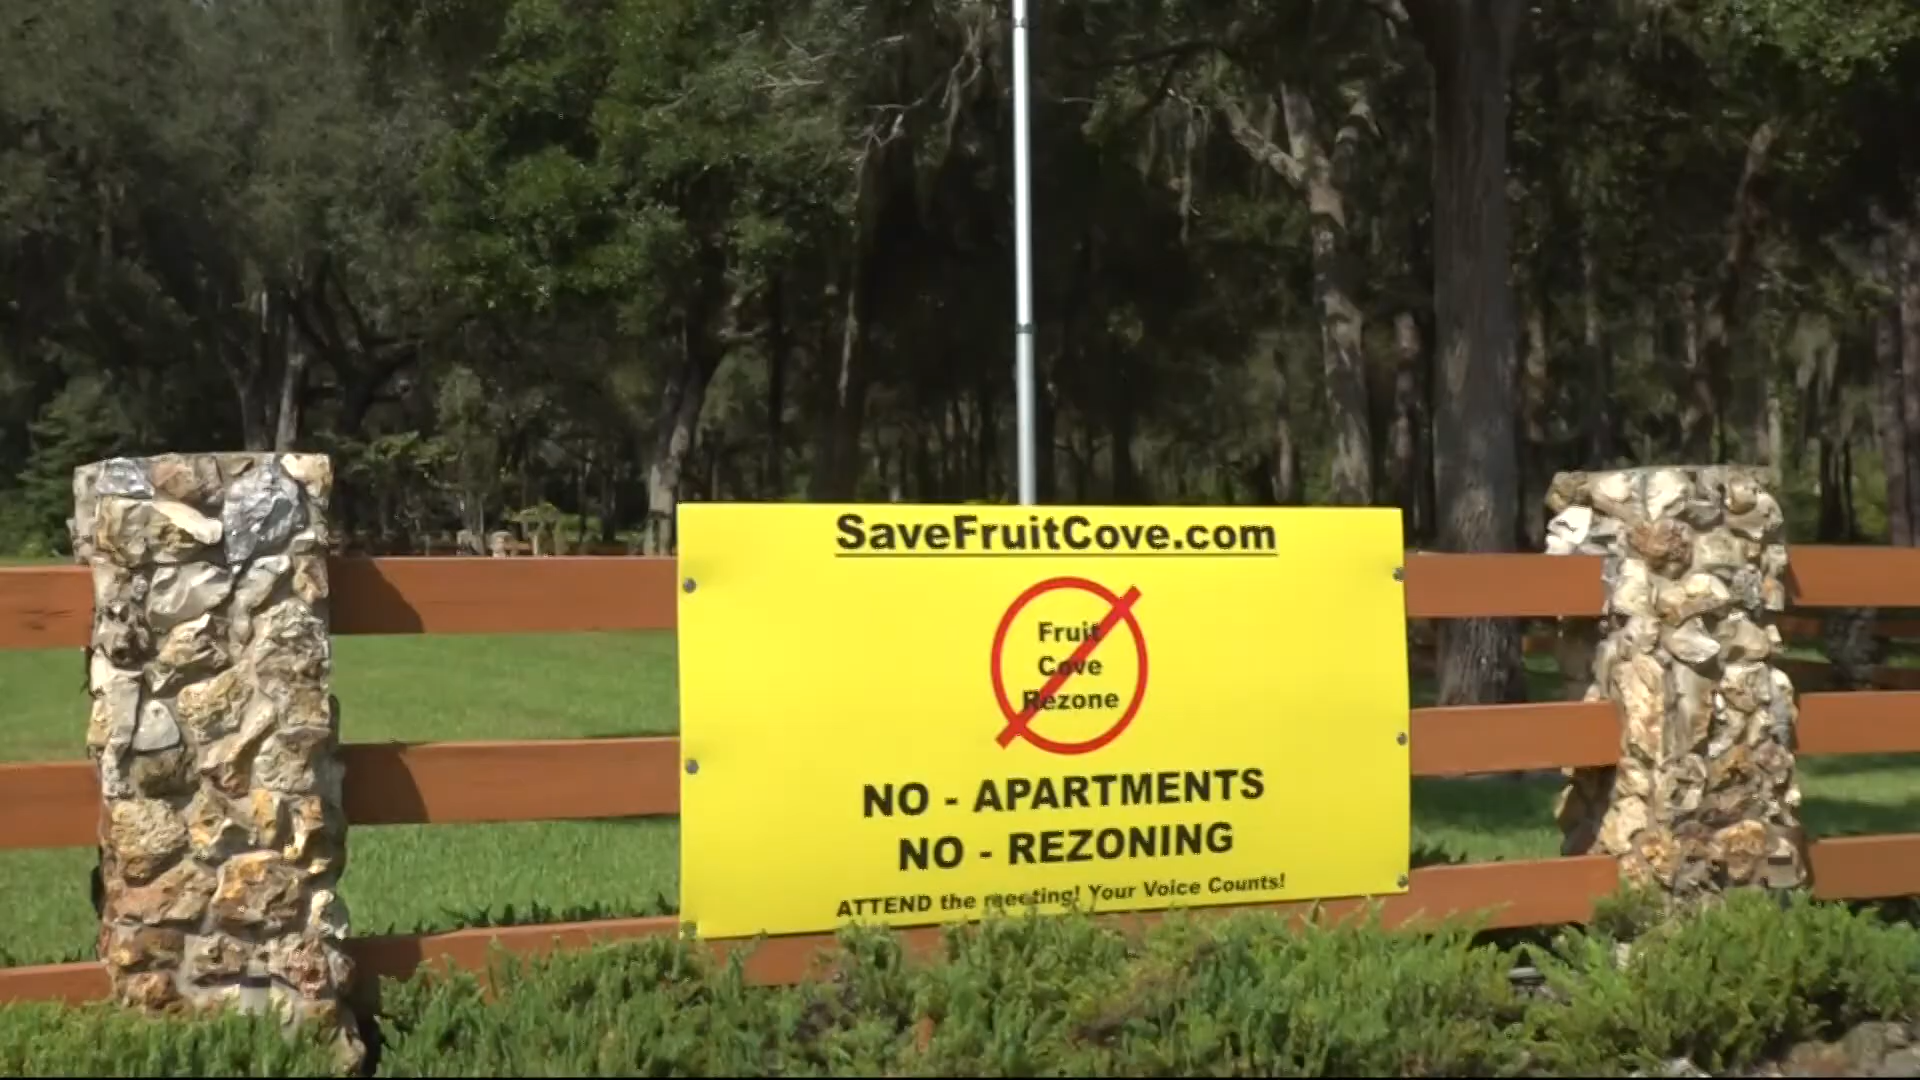 SaveFruitCove.com
Fruit
Cove
Rezone
NO - APARTMENTS
NO - REZONING
ATTEND the meeting! Your Voice Counts!